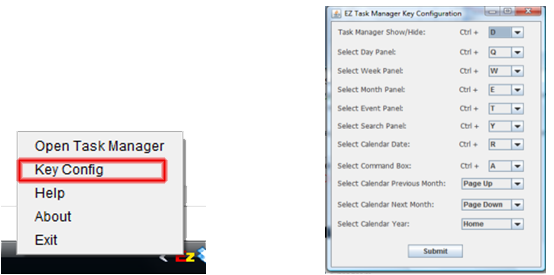 Open Task Manager
Key Config
Help
About
Exit
EZ Task Manager Key Configuration
Task Manager Show/Hide: Ctrl + D
Select Day Panel: Ctrl + Q
Select Week Panel: Ctrl + W
Select Month Panel: Ctrl + E
Select Event Panel: Ctrl + T
Select Search Panel: Ctrl + Y
Select Calendar Date: Ctrl + R
Select Command Box: Ctrl + A
Select Calendar Previous Month: Page Up
Select Calendar Next Month: Page Down
Select Calendar Year: Home
Submit